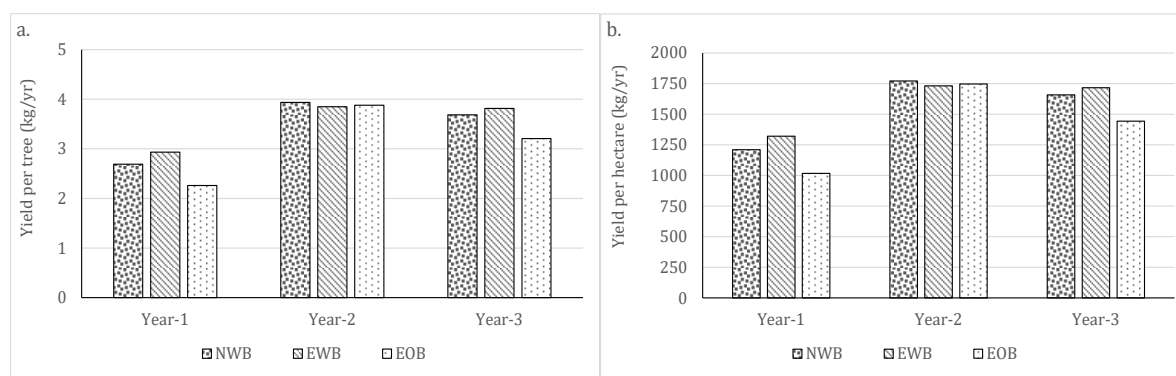 a.
Yield per tree (kg/yr)
5
4
3
2
1
0
Year-1 Year-2 Year-3
NWB EWB EOB
b.
Yield per hectare (kg/yr)
2000
1750
1500
1250
1000
750
500
250
0
Year-1 Year-2 Year-3
NWB EWB EOB